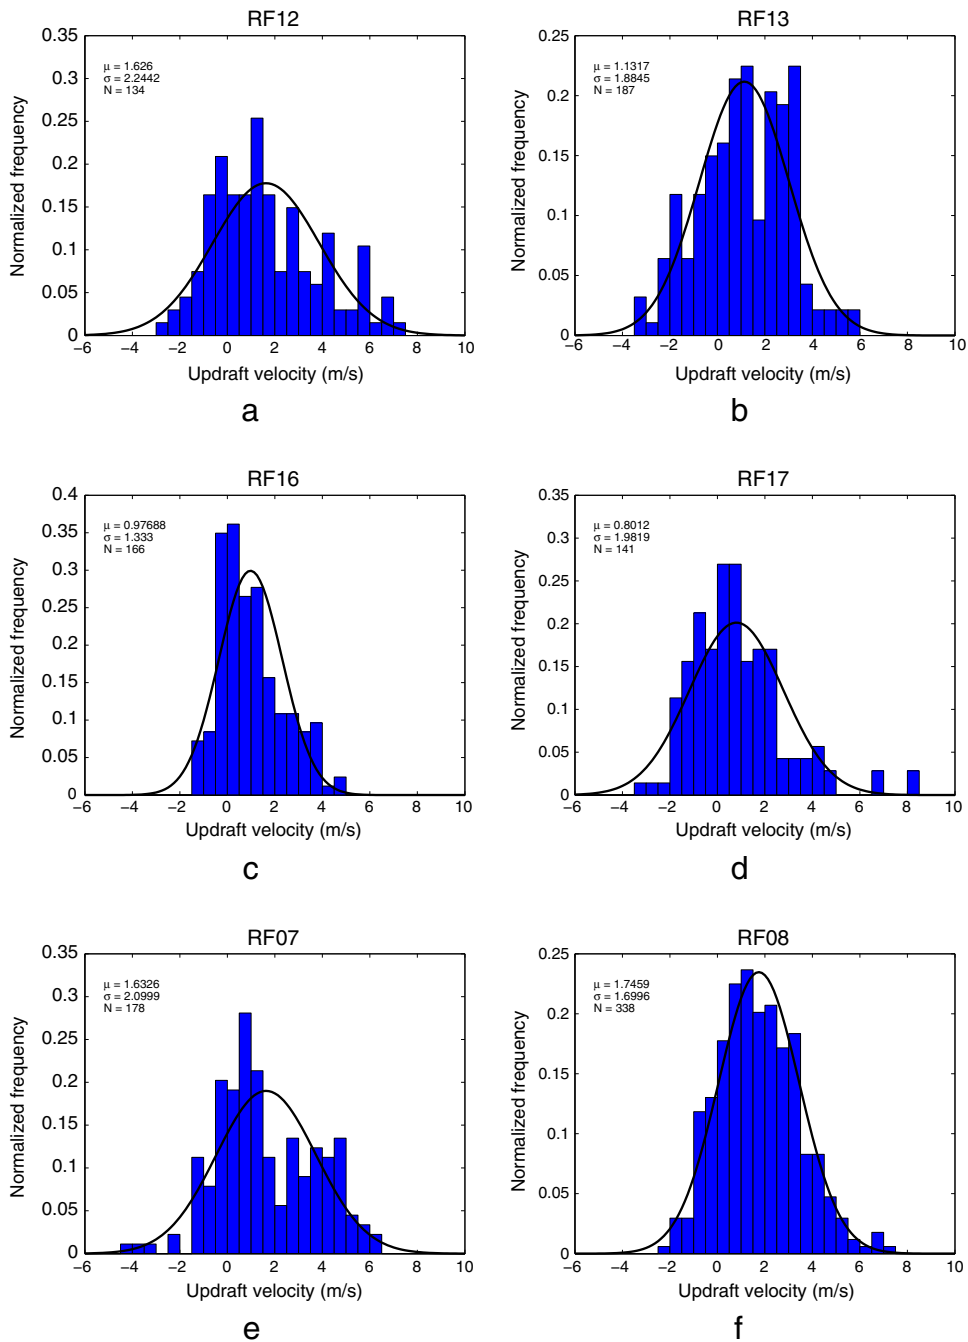 RF12
0.35
0.3
0.25
0.2
0.15
0.1
0.05
0
−6 −4 −2 0 2 4 6 8 10
μ = 1.626
σ = 2.2442
N = 134
Normalized frequency
Updraft velocity (m/s)
a
RF13
0.25
0.2
0.15
0.1
0.05
0
−6 −4 −2 0 2 4 6 8 10
μ = 1.1317
σ = 1.8845
N = 187
Normalized frequency
Updraft velocity (m/s)
b
RF16
0.4
0.35
0.3
0.25
0.2
0.15
0.1
0.05
0
−6 −4 −2 0 2 4 6 8 10
μ = 0.97688
σ = 1.333
N = 166
Normalized frequency
Updraft velocity (m/s)
c
RF17
0.35
0.3
0.25
0.2
0.15
0.1
0.05
0
−6 −4 −2 0 2 4 6 8 10
μ = 0.8012
σ = 1.9819
N = 141
Normalized frequency
Updraft velocity (m/s)
d
RF07
0.35
0.3
0.25
0.2
0.15
0.1
0.05
0
−6 −4 −2 0 2 4 6 8 10
μ = 1.6326
σ = 2.0999
N = 178
Normalized frequency
Updraft velocity (m/s)
e
RF08
0.25
0.2
0.15
0.1
0.05
0
−6 −4 −2 0 2 4 6 8 10
μ = 1.7459
σ = 1.6996
N = 338
Normalized frequency
Updraft velocity (m/s)
f